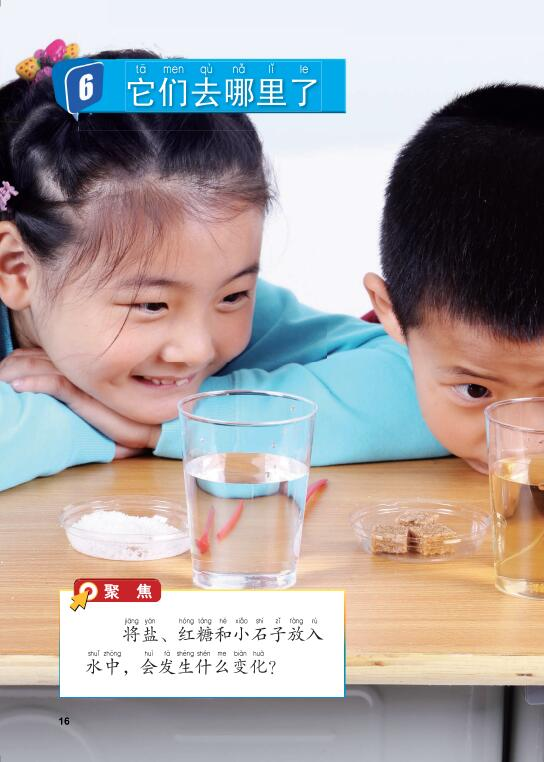 tā men qù nǎ lǐ le
6 它们去哪里了
聚焦
jiāng yán hóng táng hé xiǎo shí zǐ fàng rù
将盐、红糖和小石子放入
shuǐ zhōng huì fā shēng shén me biàn huà
水中，会发生什么变化？
16